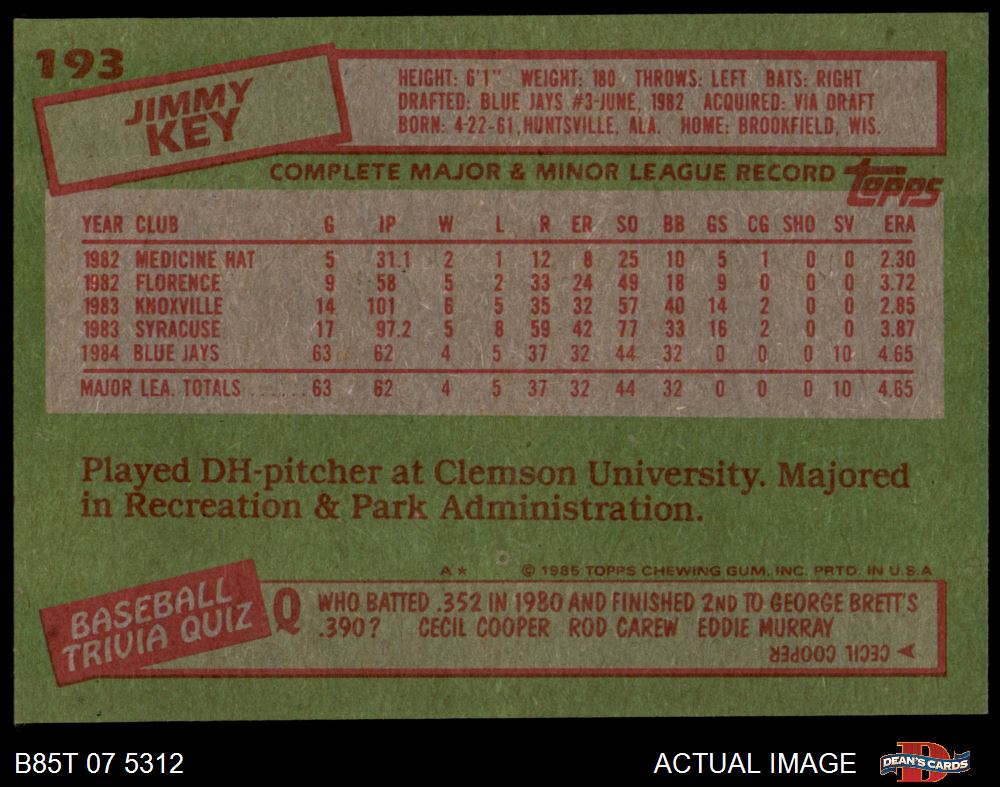 193
JIMMY
KEY
HEIGHT: 6'1" WEIGHT: 180 THROWS: LEFT BATS: RIGHT
DRAFTED: BLUE JAYS #3-JUNE, 1982 ACQUIRED: VIA DRAFT
BORN: 4-22-61, HUNTSVILLE, ALA. HOME: BROOKFIELD, WIS.
COMPLETE MAJOR & MINOR LEAGUE RECORD topps
YEAR CLUB G IP W L R ER SO BB GS CG SHO SV ERA
1982 MEDICINE HAT 5 31.1 2 1 12 8 25 10 5 1 0 0 2.30
1982 FLORENCE 9 58 5 2 33 24 49 18 9 0 0 0 3.72
1983 KNOXVILLE 14 101 6 5 35 32 57 40 14 2 0 0 2.85
1983 SYRACUSE 17 97.2 5 8 59 42 77 33 16 2 0 0 3.87
1984 BLUE JAYS 63 62 4 5 37 32 44 32 0 0 0 10 4.65
MAJOR LEA. TOTALS ...... 63 62 4 5 37 32 44 32 0 0 0 10 4.65
Played DH-pitcher at Clemson University. Majored
in Recreation & Park Administration.
A* © 1985 TOPPS CHEWING GUM, INC. PRTD. IN U.S.A
BASEBALL
TRIVIA QUIZ
Q WHO BATTED .352 IN 1980 AND FINISHED 2ND TO GEORGE BRETT'S
.390? CECIL COOPER ROD CAREW EDDIE MURRAY
CECIL COOPER
B85T 07 5312 ACTUAL IMAGE DEAN'S CARDS